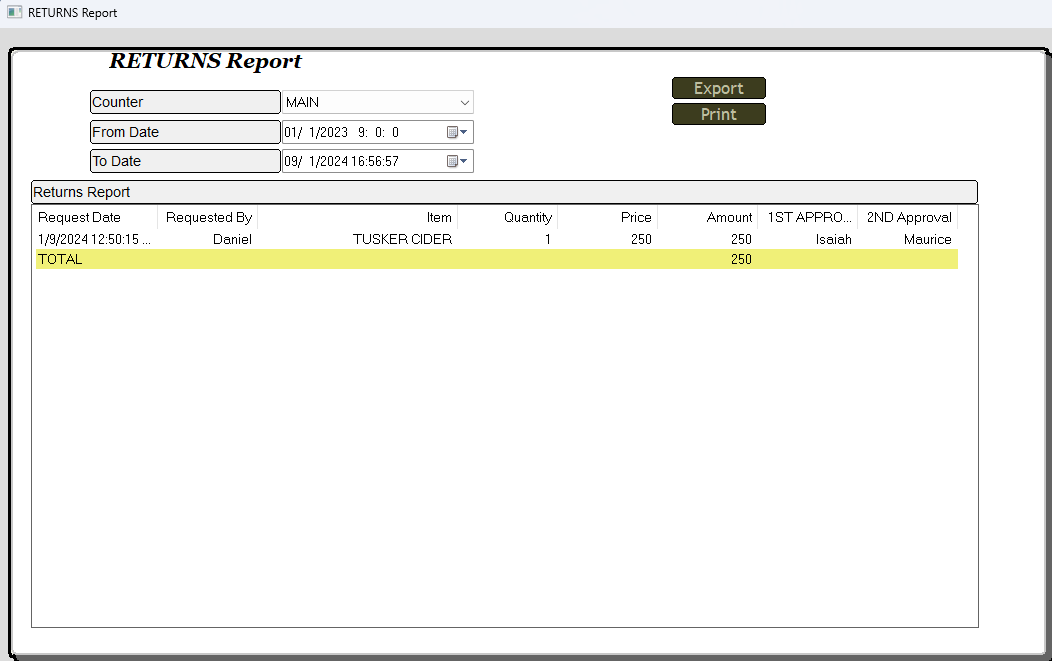 RETURNS Report
RETURNS Report
Export
Counter MAIN
Print
From Date 01/ 1/2023 9: 0: 0
To Date 09/ 1/2024 16:56:57
Returns Report
Request Date Requested By Item Quantity Price Amount 1ST APPRO... 2ND Approval
1/9/2024 12:50:15 ... Daniel TUSKER CIDER 1 250 250 Isaiah Maurice
TOTAL 250